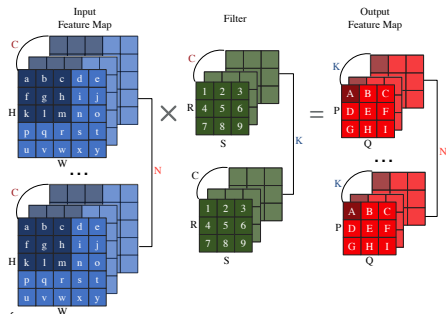 Input
Feature Map
Filter
Output
Feature Map
C
C
K
a b c d e
f g h i j
k l m n o
p q r s t
u v w x y
H
W
N
1 2 3
4 5 6
7 8 9
R
S
K
A B C
D E F
G H I
P
Q
N
...
...
C
C
K
a b c d e
f g h i j
k l m n o
p q r s t
u v w x y
H
W
1 2 3
4 5 6
7 8 9
R
S
A B C
D E F
G H I
P
Q